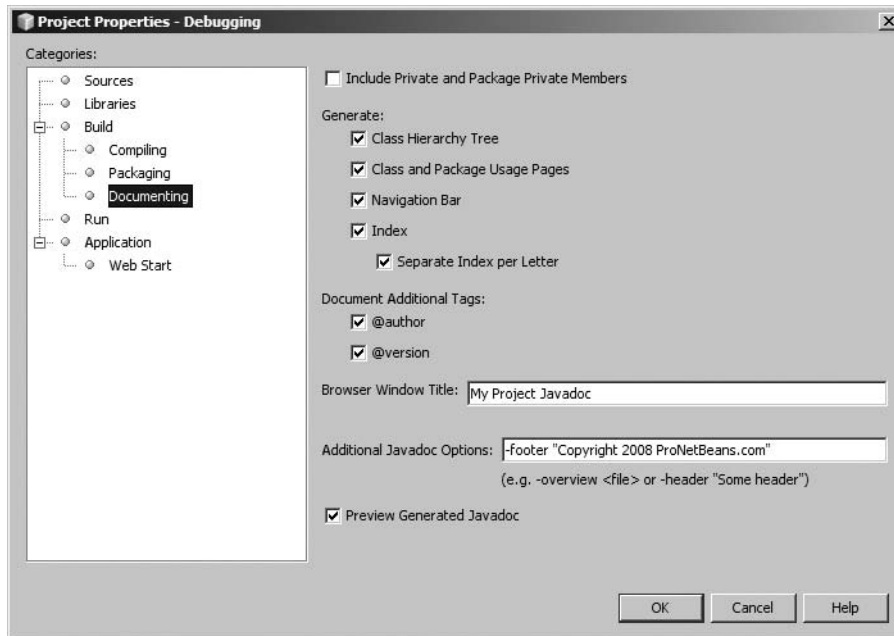 Project Properties - Debugging
Categories:
Sources
Libraries
Build
Compiling
Packaging
Documenting
Run
Application
Web Start
Include Private and Package Private Members
Generate:
Class Hierarchy Tree
Class and Package Usage Pages
Navigation Bar
Index
Separate Index per Letter
Document Additional Tags:
@author
@version
Browser Window Title: My Project Javadoc
Additional Javadoc Options: -footer "Copyright 2008 ProNetBeans.com"
(e.g. -overview <file> or -header "Some header")
Preview Generated Javadoc
OK Cancel Help